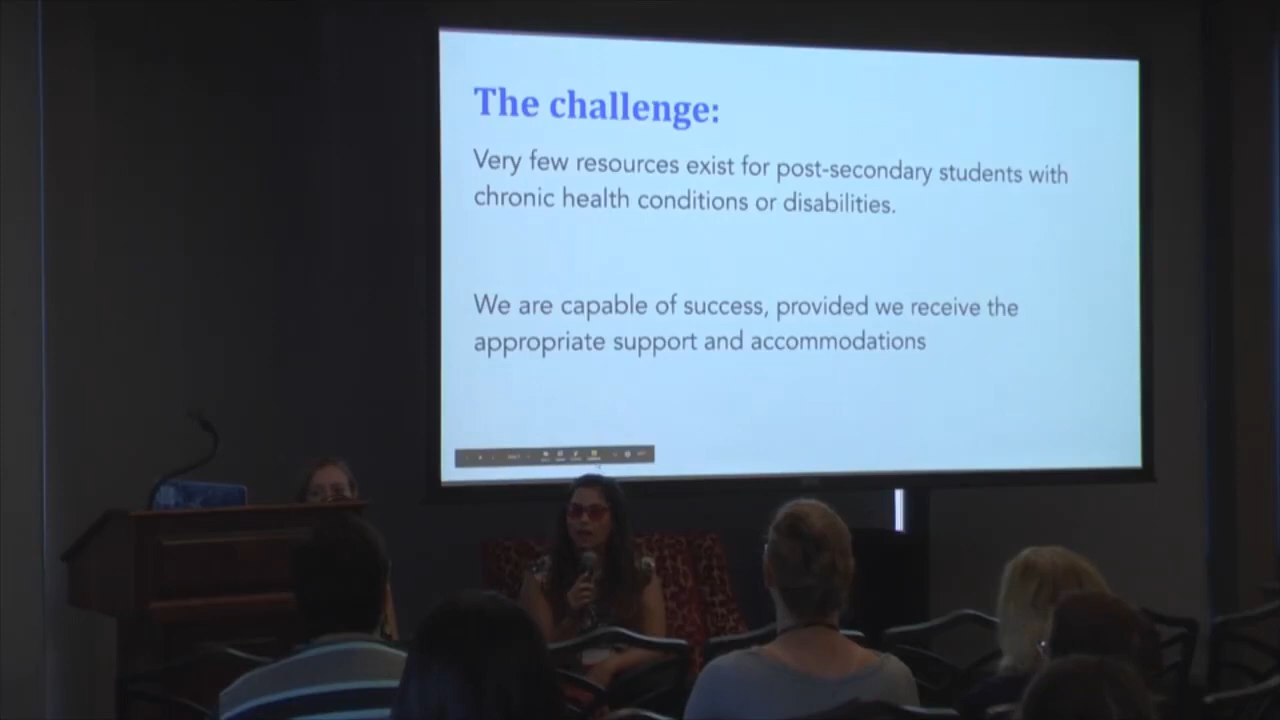 The challenge:
Very few resources exist for post-secondary students with
chronic health conditions or disabilities.
We are capable of success, provided we receive the
appropriate support and accommodations